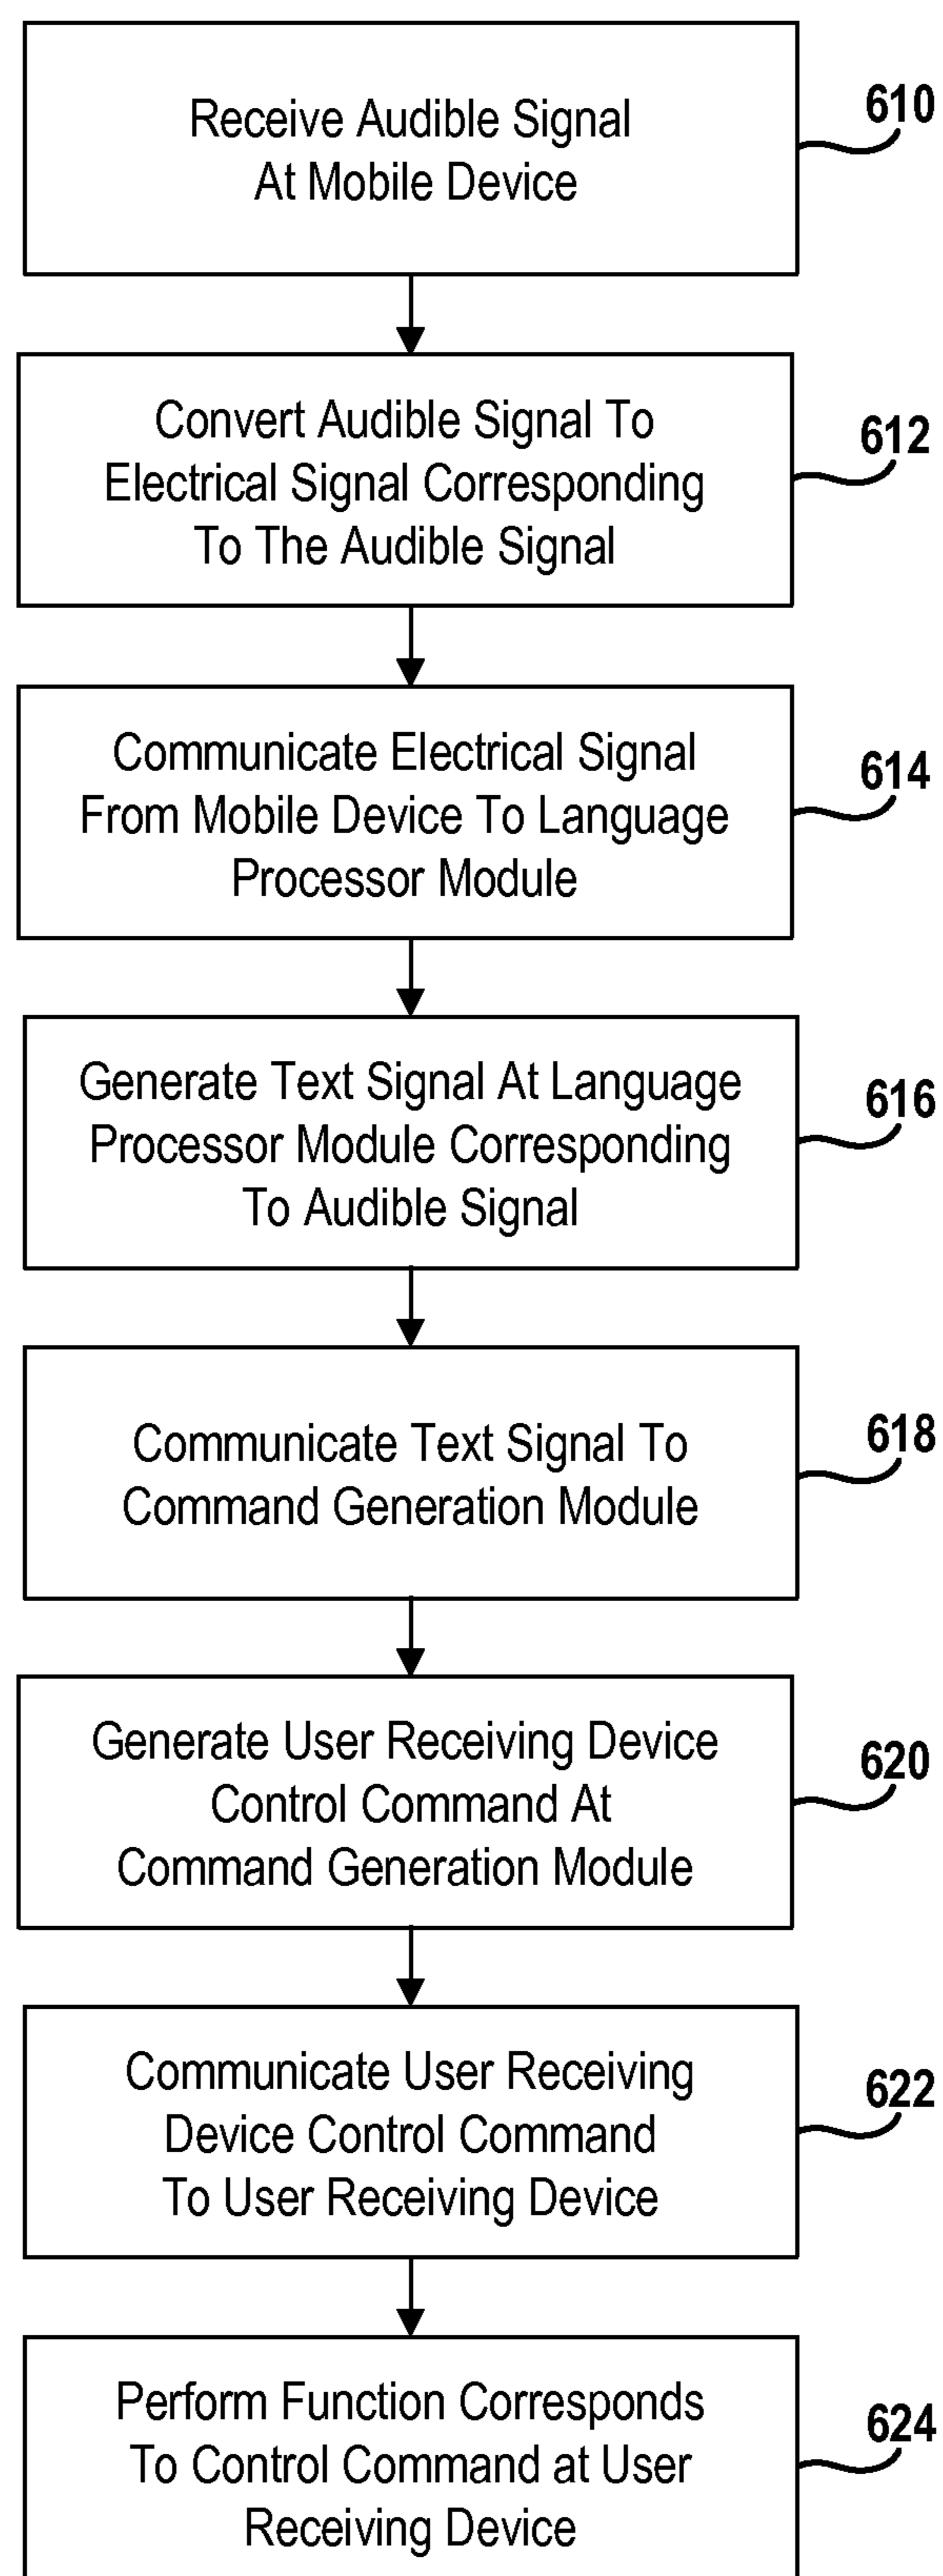 Receive Audible Signal
At Mobile Device
610
Convert Audible Signal To
Electrical Signal Corresponding
To The Audible Signal
612
Communicate Electrical Signal
From Mobile Device To Language
Processor Module
614
Generate Text Signal At Language
Processor Module Corresponding
To Audible Signal
616
Communicate Text Signal To
Command Generation Module
618
Generate User Receiving Device
Control Command At
Command Generation Module
620
Communicate User Receiving
Device Control Command
To User Receiving Device
622
Perform Function Corresponds
To Control Command at User
Receiving Device
624